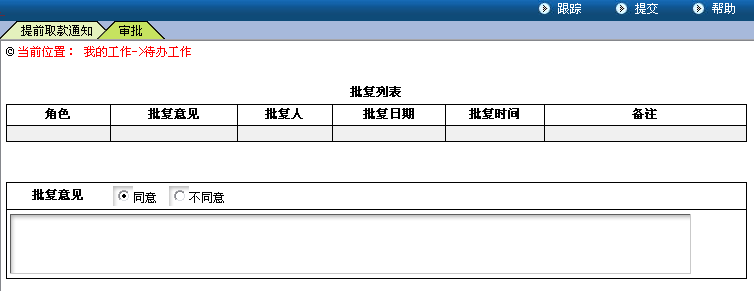 跟踪 提交 帮助
提前取款通知 审批
©当前位置： 我的工作->待办工作
批复列表
角色 批复意见 批复人 批复日期 批复时间 备注
批复意见 同意 不同意